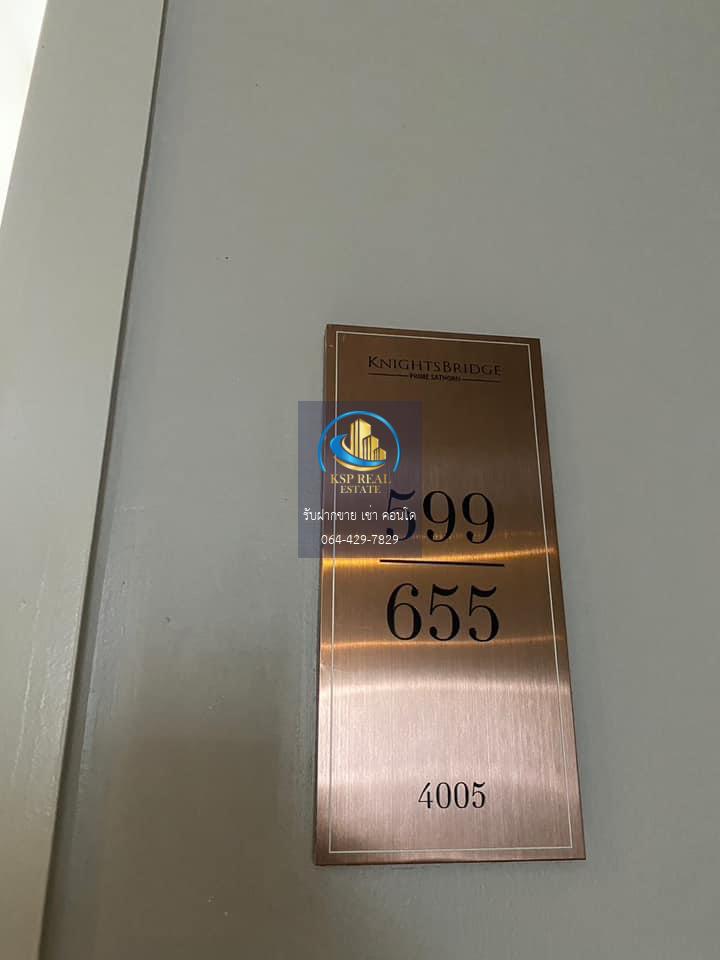 KNIGHTSBRIDGE
PRIME SATHORN
KSP REAL
ESTATE
รับฝากขาย เช่า คอนโด
064-429-7829
599
655
4005